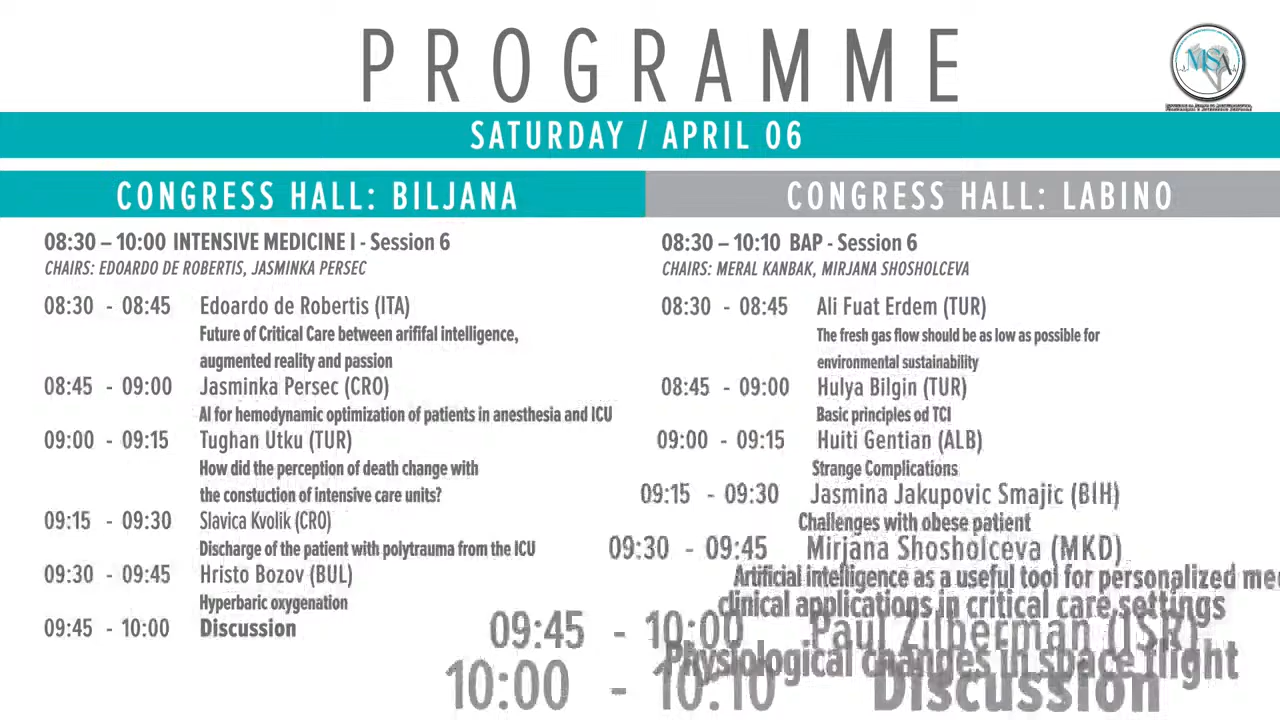 PROGRAMME
MSA
SATURDAY / APRIL 06
CONGRESS HALL: BILJANA
08:30 – 10:00 INTENSIVE MEDICINE I - Session 6
CHAIRS: EDOARDO DE ROBERTIS, JASMINKA PERSEC
08:30 - 08:45 Edoardo de Robertis (ITA)
Future of Critical Care between arififal intelligence,
augmented reality and passion
08:45 - 09:00 Jasminka Persec (CRO)
AI for hemodynamic optimization of patients in anesthesia and ICU
09:00 - 09:15 Tughan Utku (TUR)
How did the perception of death change with
the constuction of intensive care units?
09:15 - 09:30 Slavica Kvolik (CRO)
Discharge of the patient with polytrauma from the ICU
09:30 - 09:45 Hristo Bozov (BUL)
Hyperbaric oxygenation
09:45 - 10:00 Discussion
CONGRESS HALL: LABINO
08:30 – 10:10 BAP - Session 6
CHAIRS: MERAL KANBAK, MIRJANA SHOSHOLCEVA
08:30 - 08:45 Ali Fuat Erdem (TUR)
The fresh gas flow should be as low as possible for
environmental sustainability
08:45 - 09:00 Hulya Bilgin (TUR)
Basic principles od TCI
09:00 - 09:15 Huiti Gentian (ALB)
Strange Complications
09:15 - 09:30 Jasmina Jakupovic Smajic (BIH)
Challenges with obese patient
09:30 - 09:45 Mirjana Shosholceva (MKD)
Artificial intelligence as a useful tool for personalized me
clinical applications in critical care settings
09:45 - 10:00 Paul Zilberman (ISR)
Physiological changes in space flight
10:00 - 10:10 Discussion